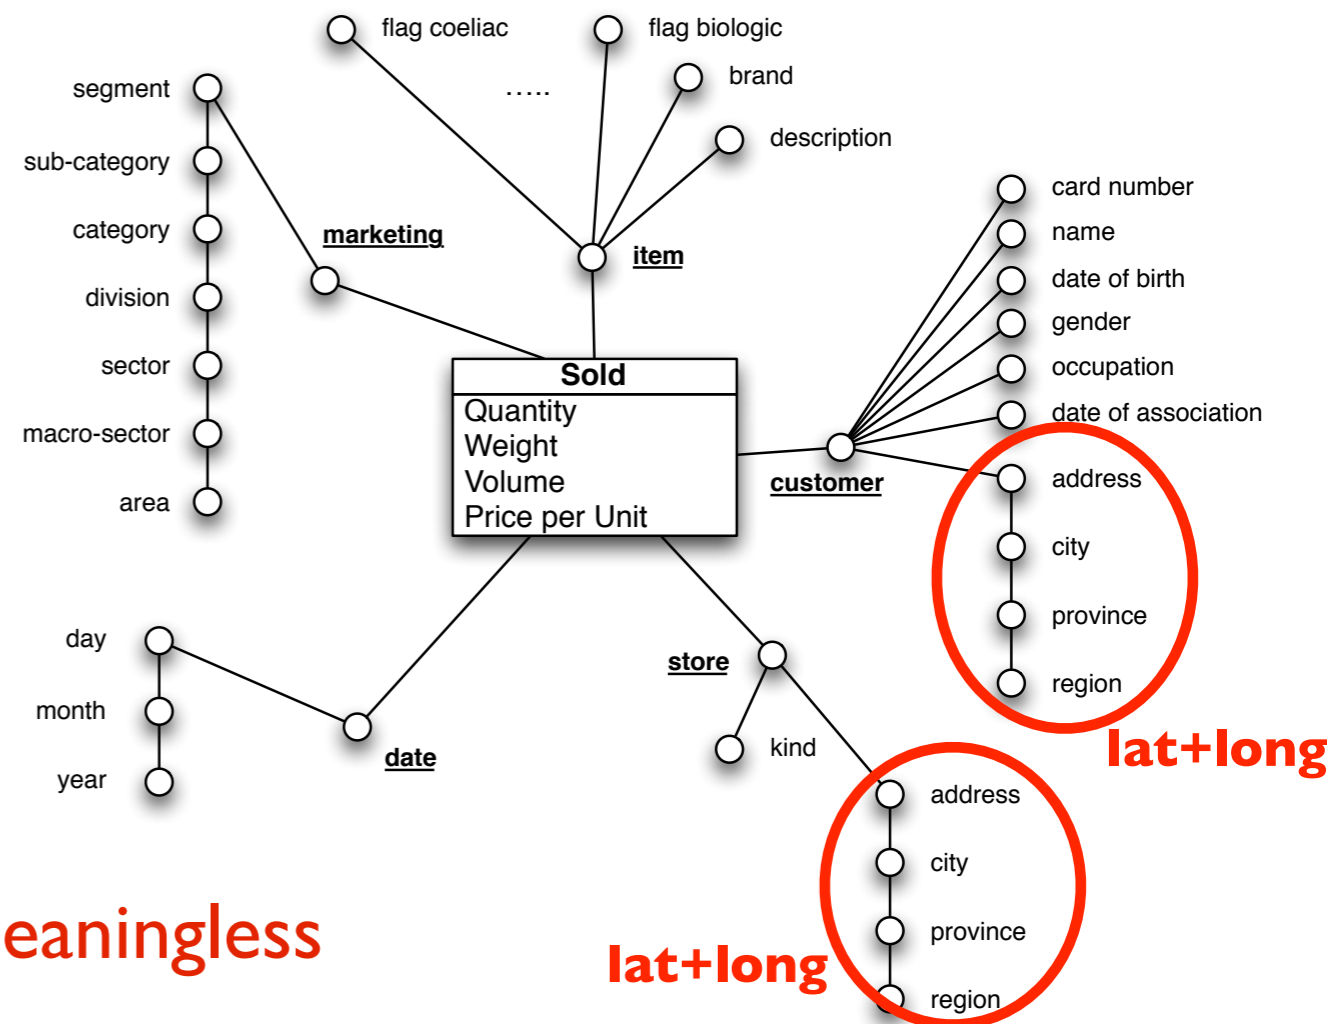 flag coeliac
flag biologic
.....
brand
description
segment
sub-category
category
division
sector
macro-sector
area
marketing
item
card number
name
date of birth
gender
occupation
date of association
address
city
province
region
customer
lat+long
Sold
Quantity
Weight
Volume
Price per Unit
day
month
year
date
store
kind
address
city
province
region
lat+long
eaningless